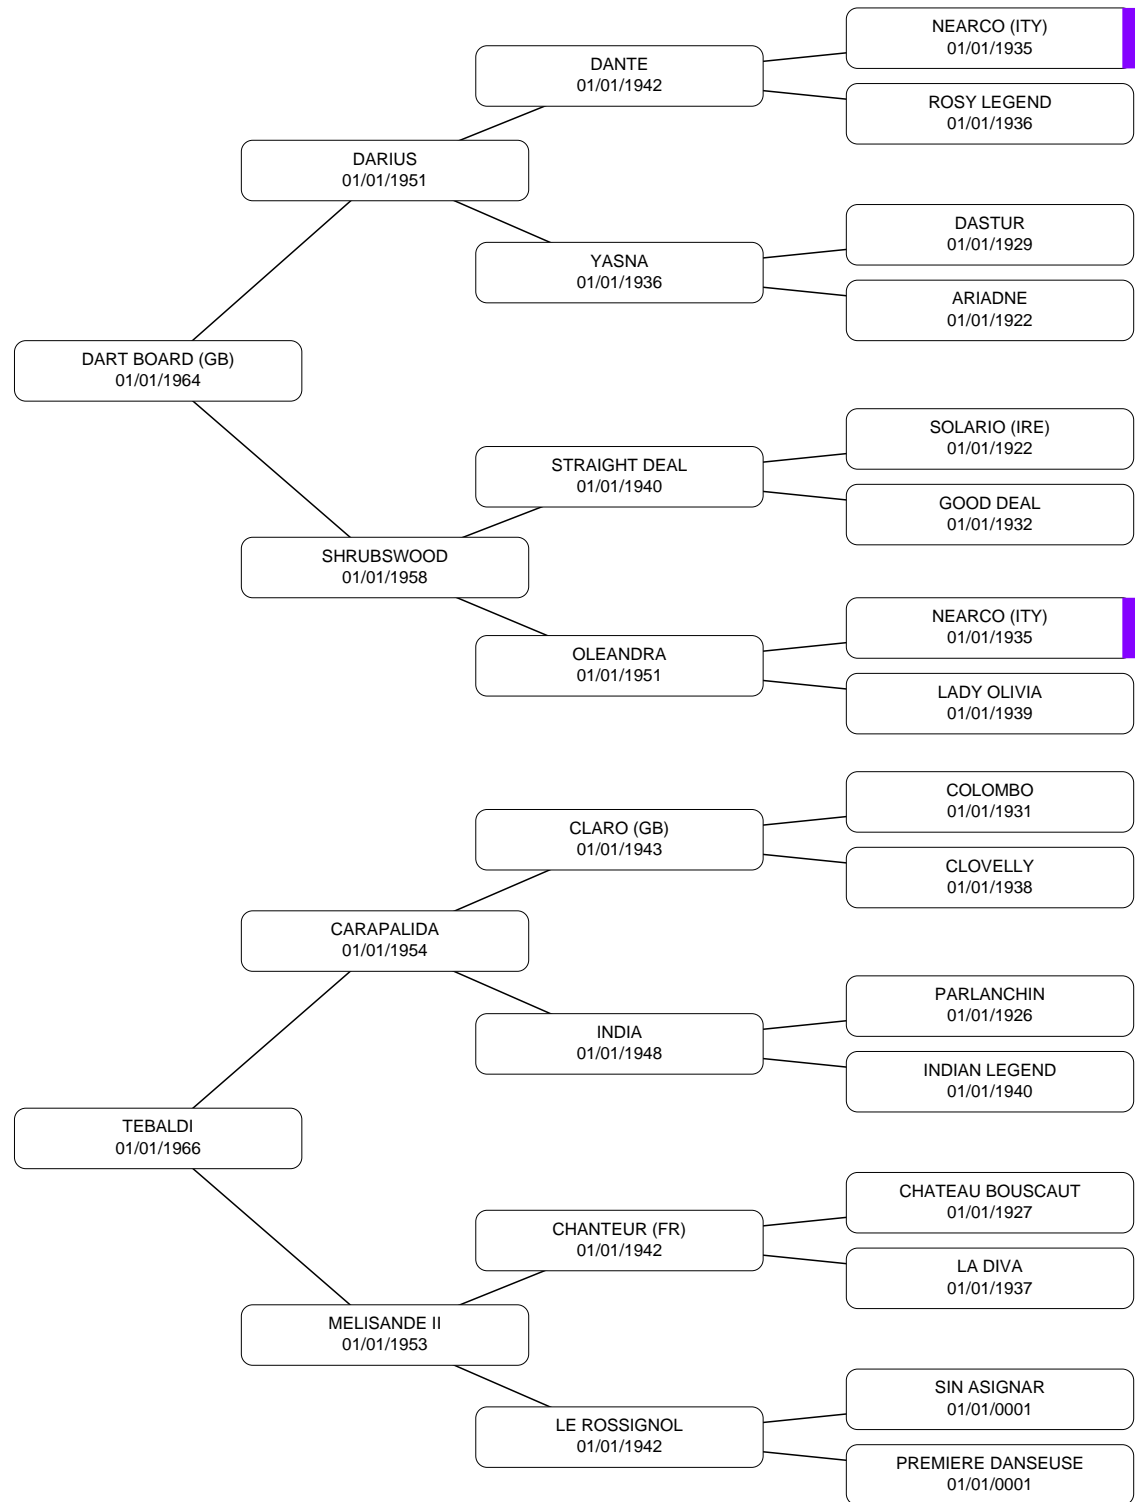 NEARCO (ITY)
01/01/1935
DANTE
01/01/1942
ROSY LEGEND
01/01/1936
DARIUS
01/01/1951
DASTUR
01/01/1929
YASNA
01/01/1936
ARIADNE
01/01/1922
DART BOARD (GB)
01/01/1964
SOLARIO (IRE)
01/01/1922
STRAIGHT DEAL
01/01/1940
GOOD DEAL
01/01/1932
SHRUBSWOOD
01/01/1958
NEARCO (ITY)
01/01/1935
OLEANDRA
01/01/1951
LADY OLIVIA
01/01/1939
COLOMBO
01/01/1931
CLARO (GB)
01/01/1943
CLOVELLY
01/01/1938
CARAPALIDA
01/01/1954
PARLANCHIN
01/01/1926
INDIA
01/01/1948
INDIAN LEGEND
01/01/1940
TEBALDI
01/01/1966
CHATEAU BOUSCAUT
01/01/1927
CHANTEUR (FR)
01/01/1942
LA DIVA
01/01/1937
MELISANDE II
01/01/1953
SIN ASIGNAR
01/01/0001
LE ROSSIGNOL
01/01/1942
PREMIERE DANSEUSE
01/01/0001